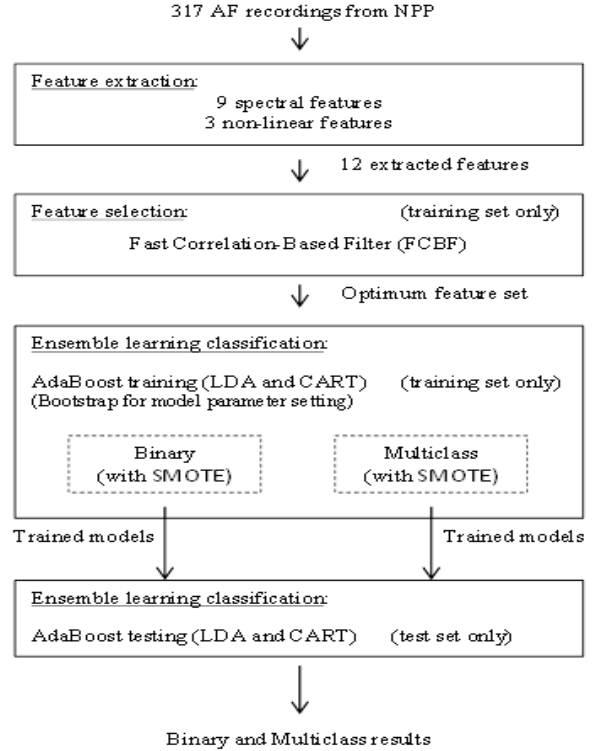 317 AF recordings from NPP
Feature extraction:
9 spectral features
3 non-linear features
12 extracted features
Feature selection: (training set only)
Fast Correlation-Based Filter (FCBF)
Optimum feature set
Ensemble learning classification:
AdaBoost training (LDA and CART) (training set only)
(Bootstrap for model parameter setting)
Binary
(with SMOTE)
Multiclass
(with SMOTE)
Trained models
Trained models
Ensemble learning classification:
AdaBoost testing (LDA and CART) (test set only)
Binary and Multiclass results